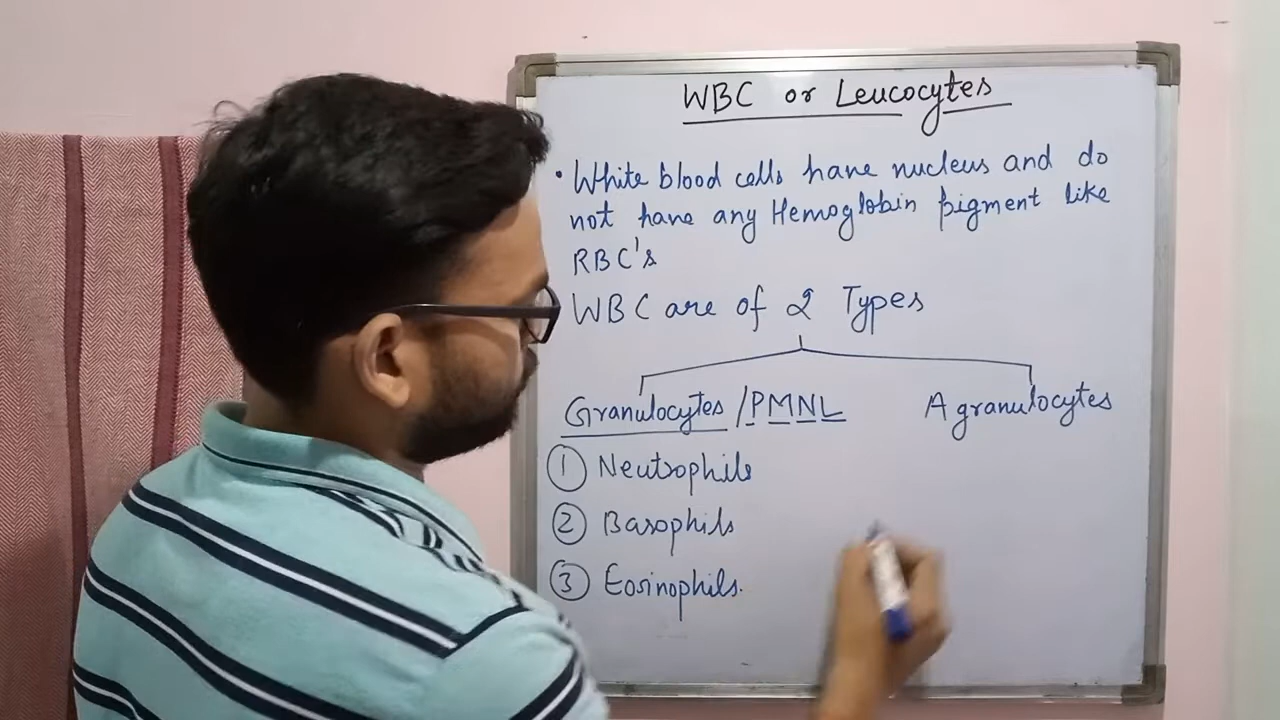 WBC or Leucocytes
• White blood cells have nucleus and do
not have any Hemoglobin pigment like
RBC's
WBC are of 2 Types
Granulocytes / PMNL
Agranulocytes
① Neutrophils
② Basophils
③ Eosinophils.